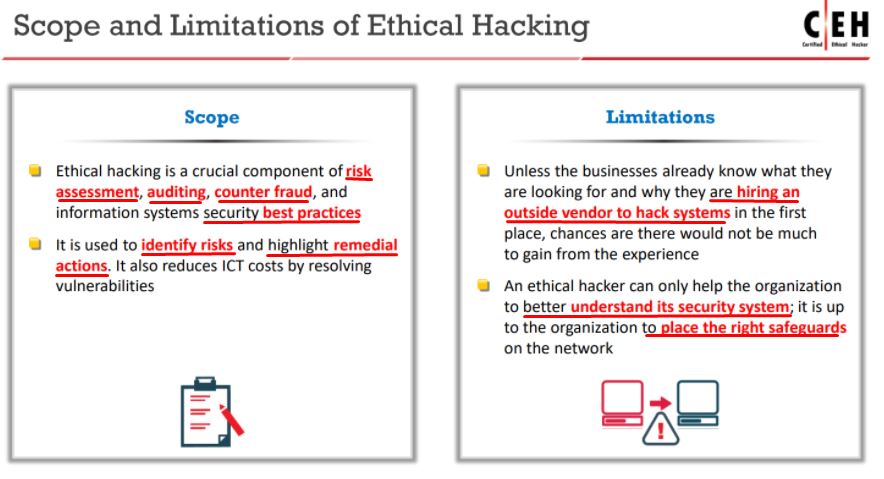 Scope and Limitations of Ethical Hacking
C|EH
Certified Ethical Hacker
Scope
Ethical hacking is a crucial component of risk
assessment, auditing, counter fraud, and
information systems security best practices
It is used to identify risks and highlight remedial
actions. It also reduces ICT costs by resolving
vulnerabilities
Limitations
Unless the businesses already know what they
are looking for and why they are hiring an
outside vendor to hack systems in the first
place, chances are there would not be much
to gain from the experience
An ethical hacker can only help the organization
to better understand its security system; it is up
to the organization to place the right safeguards
on the network